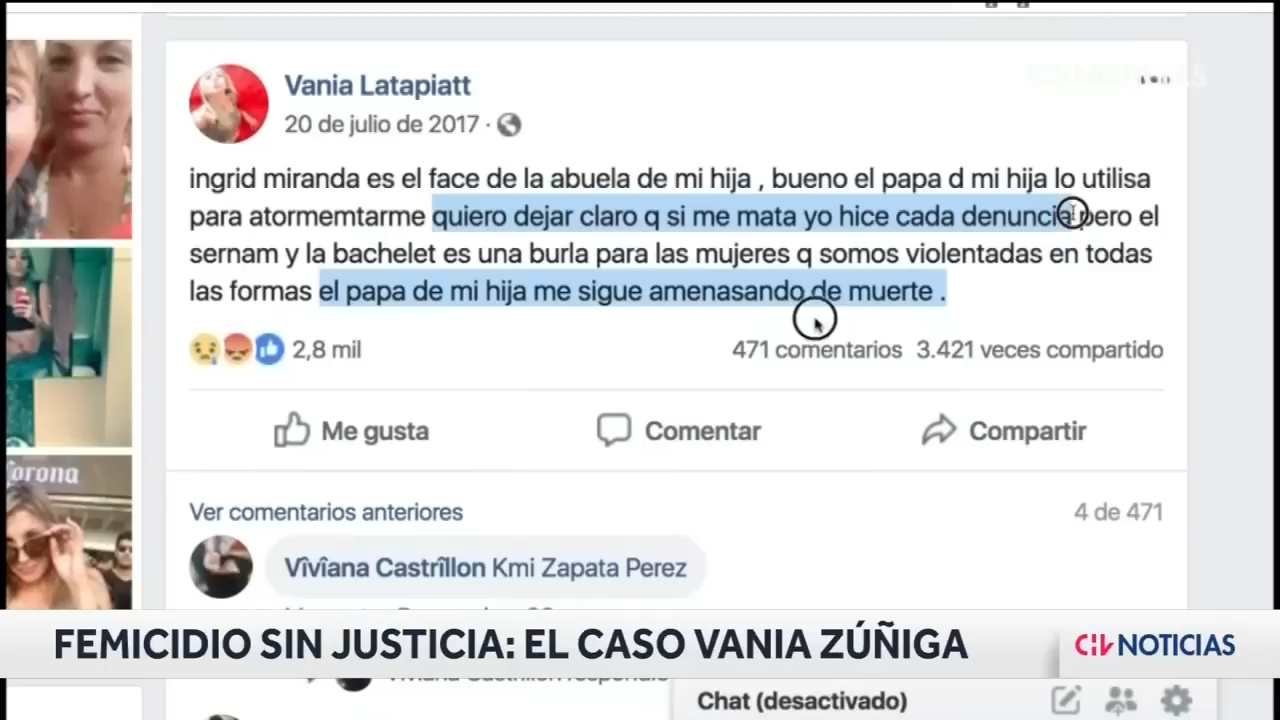 Vania Latapiatt
20 de julio de 2017 ·
ingrid miranda es el face de la abuela de mi hija , bueno el papa d mi hija lo utilisa
para atormemtarme quiero dejar claro q si me mata yo hice cada denuncia pero el
sernam y la bachelet es una burla para las mujeres q somos violentadas en todas
las formas el papa de mi hija me sigue amenasando de muerte .
2,8 mil
471 comentarios 3.421 veces compartido
Me gusta Comentar Compartir
Ver comentarios anteriores 4 de 471
Vîvîana Castrîllon Kmi Zapata Perez
FEMICIDIO SIN JUSTICIA: EL CASO VANIA ZÚÑIGA
CHV NOTICIAS
Chat (desactivado)